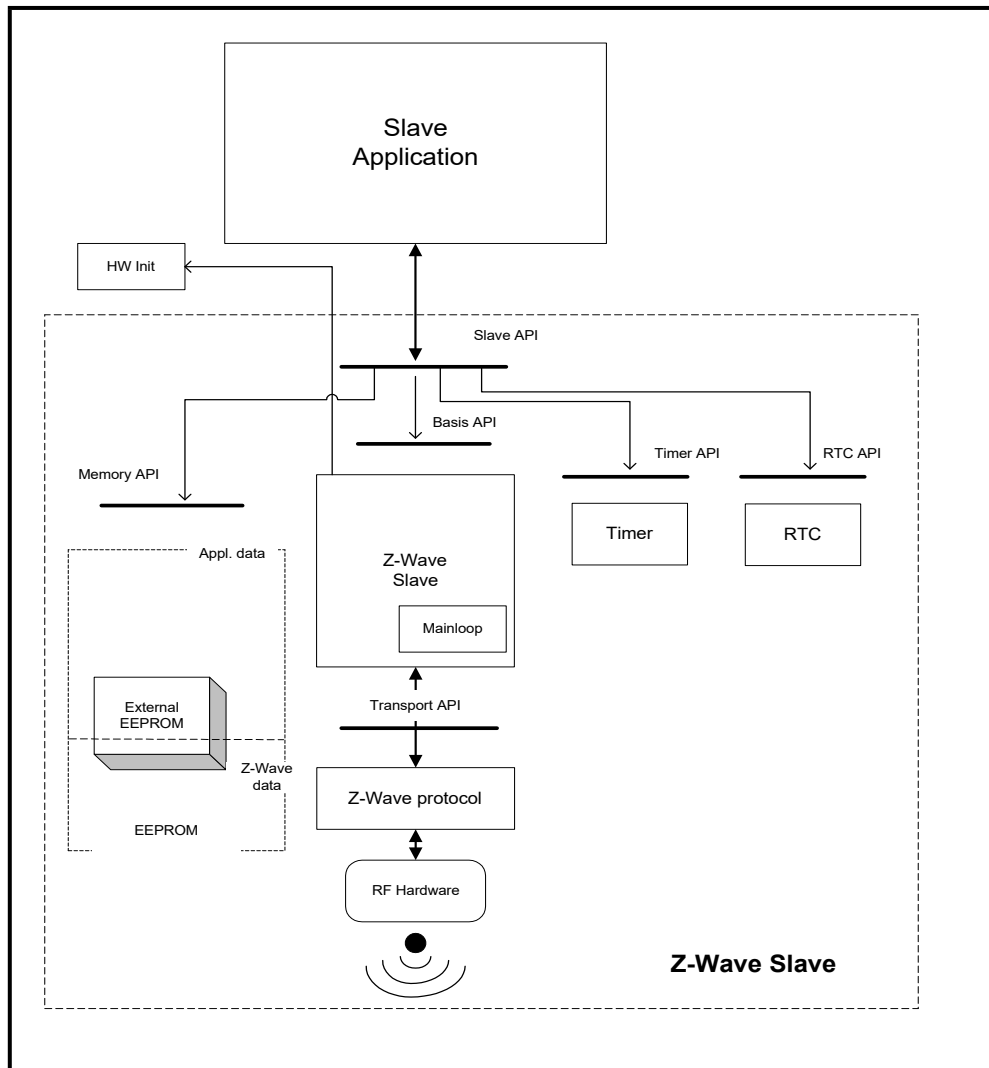 Slave
Application
HW Init
Slave API
Basis API
Memory API
Timer API
RTC API
Timer
RTC
Appl. data
Z-Wave
Slave
Mainloop
External
EEPROM
Transport API
Z-Wave
data
Z-Wave protocol
EEPROM
RF Hardware
Z-Wave Slave